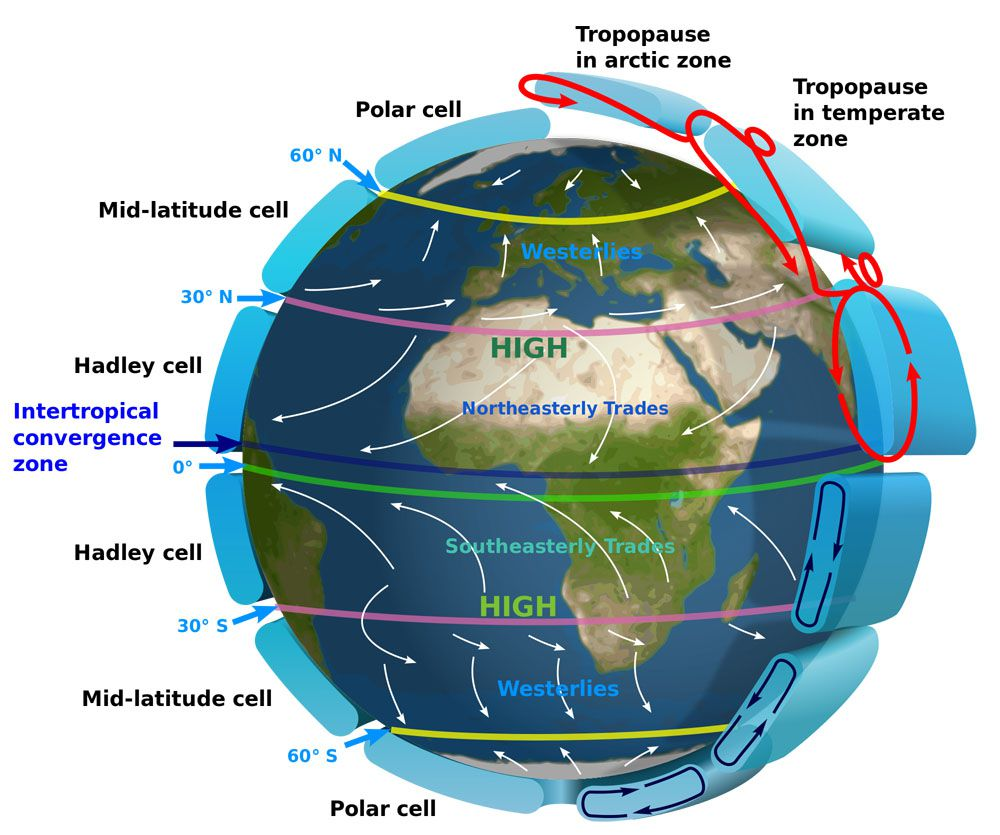 Tropopause
in arctic zone
Tropopause
in temperate
zone
Polar cell
60° N
Mid-latitude cell
Westerlies
30° N
HIGH
Hadley cell
Northeasterly Trades
Intertropical
convergence
zone
0°
Hadley cell
Southeasterly Trades
HIGH
30° S
Mid-latitude cell
Westerlies
60° S
Polar cell